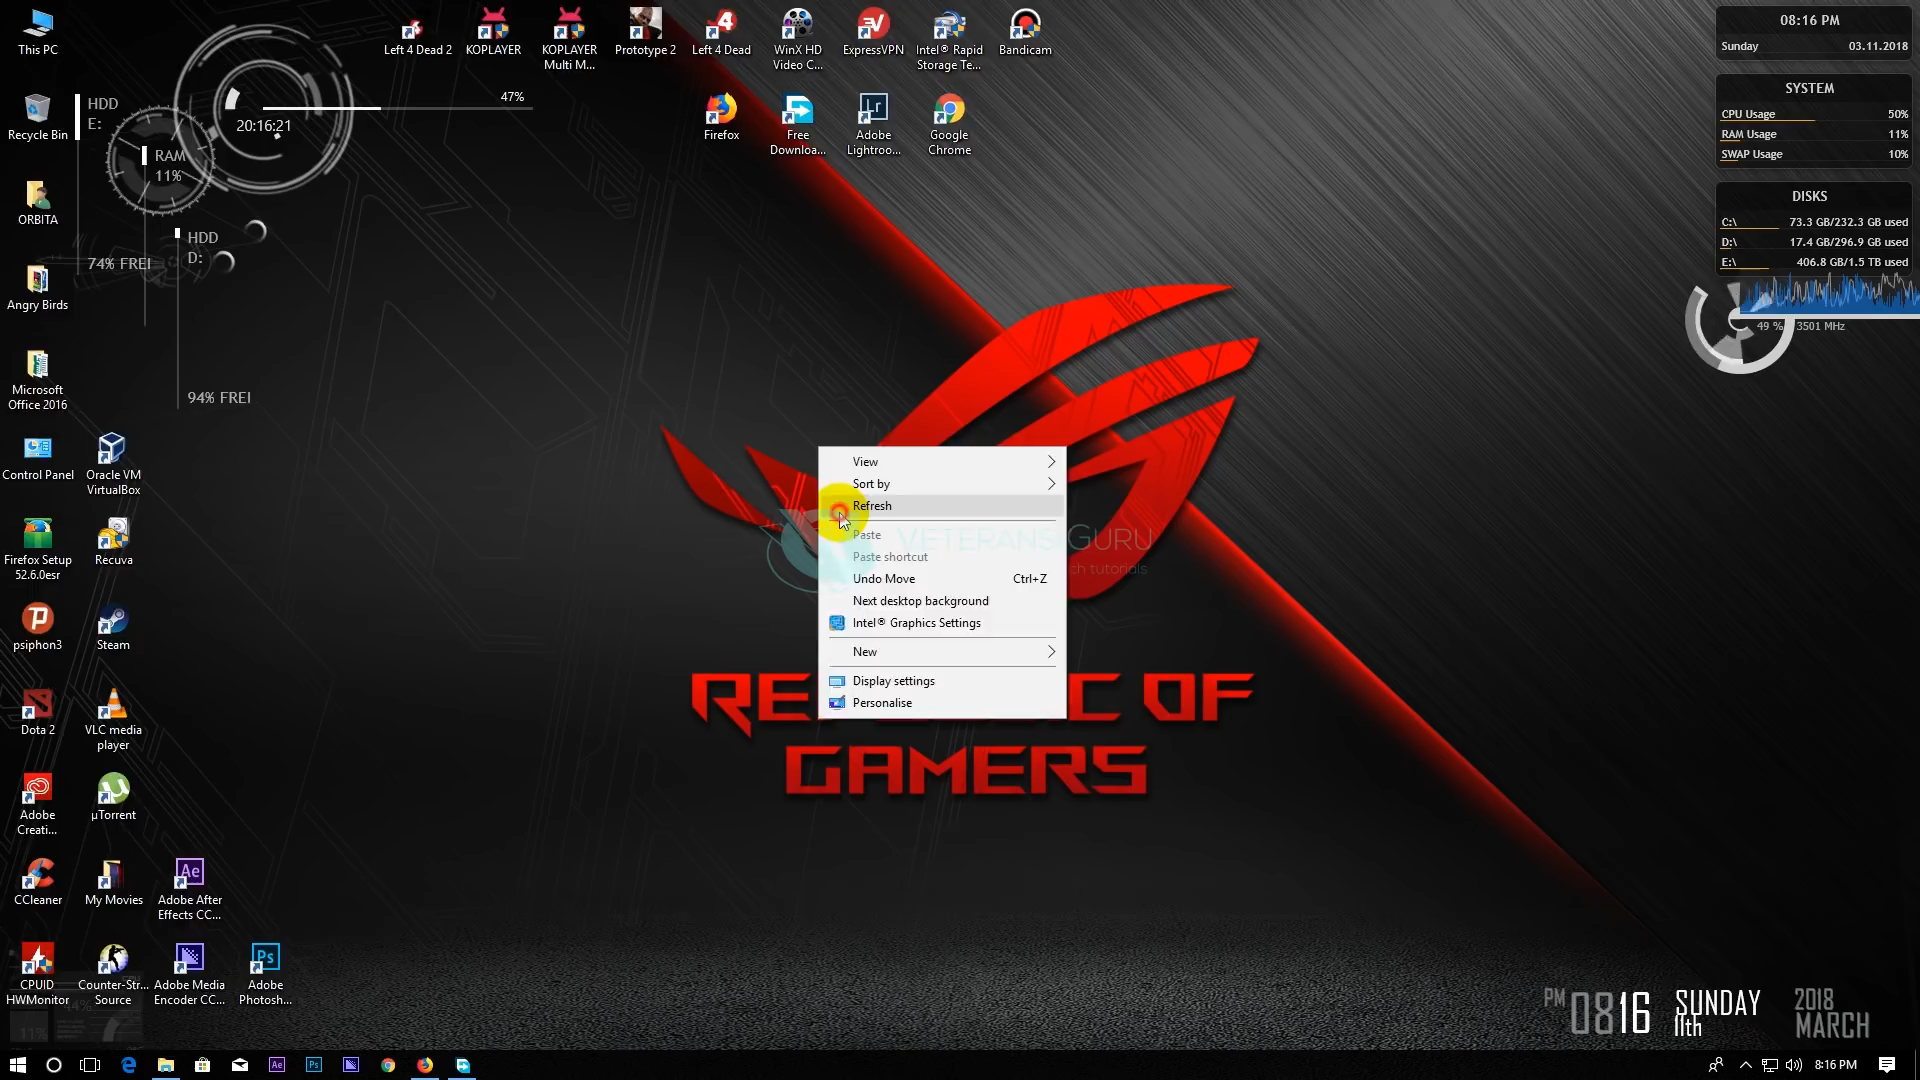 This PC
Recycle Bin
ORBITA
Angry Birds
Microsoft
Office 2016
Control Panel
Oracle VM
VirtualBox
Firefox Setup
52.6.0esr
Recuva
psiphon3
Steam
Dota 2
VLC media
player
Adobe
Creati...
µTorrent
CCleaner
My Movies
Adobe After
Effects CC...
CPUID
HWMonitor
Counter-Str...
Source
Adobe Media
Encoder CC...
Adobe
Photosh...
HDD
E:
RAM
11%
HDD
D:
74% FREI
94% FREI
20:16:21
47%
Left 4 Dead 2
KOPLAYER
KOPLAYER
Multi M...
Prototype 2
Left 4 Dead
WinX HD
Video C...
ExpressVPN
Intel® Rapid
Storage Te...
Bandicam
Firefox
Free
Downloa...
Adobe
Lightroo...
Google
Chrome
08:16 PM
Sunday 03.11.2018
SYSTEM
CPU Usage 50%
RAM Usage 11%
SWAP Usage 10%
DISKS
C:\ 73.3 GB/232.3 GB used
D:\ 17.4 GB/296.9 GB used
E:\ 406.8 GB/1.5 TB used
49 % 3501 MHz
View
Sort by
Refresh
Paste
Paste shortcut
Undo Move Ctrl+Z
Next desktop background
Intel® Graphics Settings
New
Display settings
Personalise
VETERANS GURU
tutorials
OF
GAMERS
44%
11%
PM 0816 SUNDAY 11th 2018 MARCH
8:16 PM